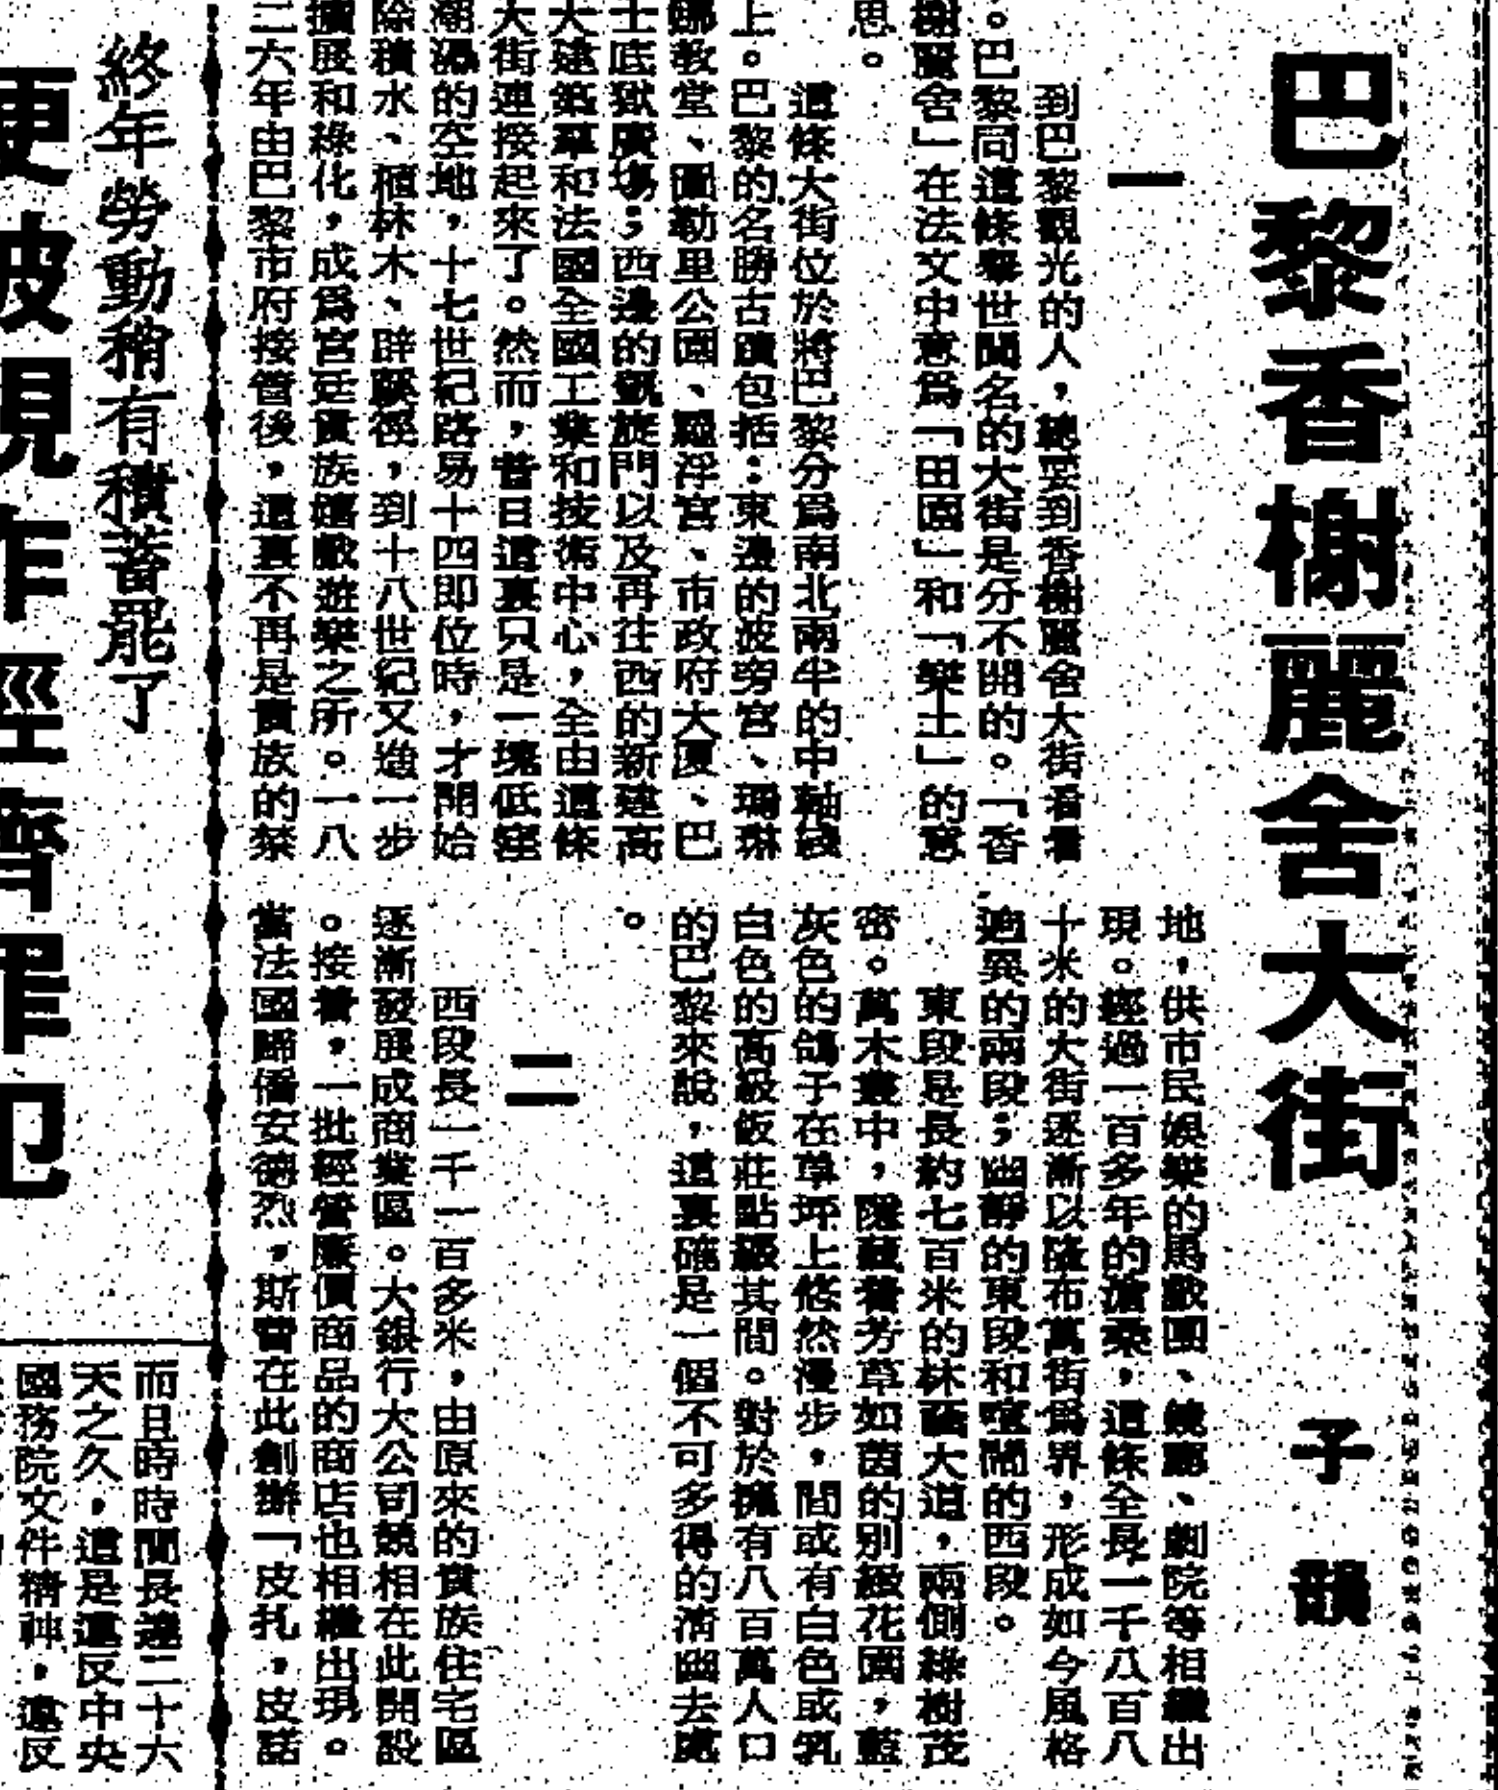 巴黎香榭麗舍大街
子韻
一
到巴黎觀光的人，總要到香榭麗舍大街看看
。巴黎同這條舉世聞名的大街是分不開的。「香
榭麗舍」在法文中意爲「田園」和「樂土」的意
思。
這條大街位於將巴黎分爲南北兩半的中軸綫
上。巴黎的名勝古蹟包括：東邊的波旁宮、瑪琳
娜教堂、圖勒里公園、羅浮宮、市政府大廈、巴
士底獄廣場；西邊的凱旋門以及再往西的新建高
大建築羣和法國全國工業和技術中心，全由這條
大街連接起來了。然而，昔日這裏只是一塊低窪
潮濕的空地，十七世紀路易十四即位時，才開始
除積水、植林木、辟蹊徑，到十八世紀又進一步
擴展和綠化，成爲宮廷貴族嬉戲遊樂之所。一八
二六年由巴黎市府接管後，這裏不再是貴族的禁
地，供市民娛樂的馬戲團、餐廳、劇院等相繼出
現。經過一百多年的滄桑，這條全長一千八百八
十米的大街逐漸以隆布萬街爲界，形成如今風格
迥異的兩段；幽靜的東段和喧鬧的西段。
東段是長約七百米的林蔭大道，兩側綠樹茂
密。萬木叢中，隱藏着芳草如茵的別緻花園，藍
灰色的鴿子在草坪上悠然漫步，間或有白色或乳
白色的高級飯莊點綴其間。對於擁有八百萬人口
的巴黎來說，這裏確是一個不可多得的清幽去處
。
二
西段長一千一百多米，由原來的貴族住宅區
逐漸發展成商業區。大銀行大公司競相在此開設
。接着，一批經營廉價商品的商店也相繼出現。
當法國歸僑安德烈，斯曾在此創辦「皮扎，皮諾
終年勞動稍有積蓄罷了
便被視作經濟罪犯
而且時時間長達二十六
天之久，這是違反中央
國務院文件精神，違反